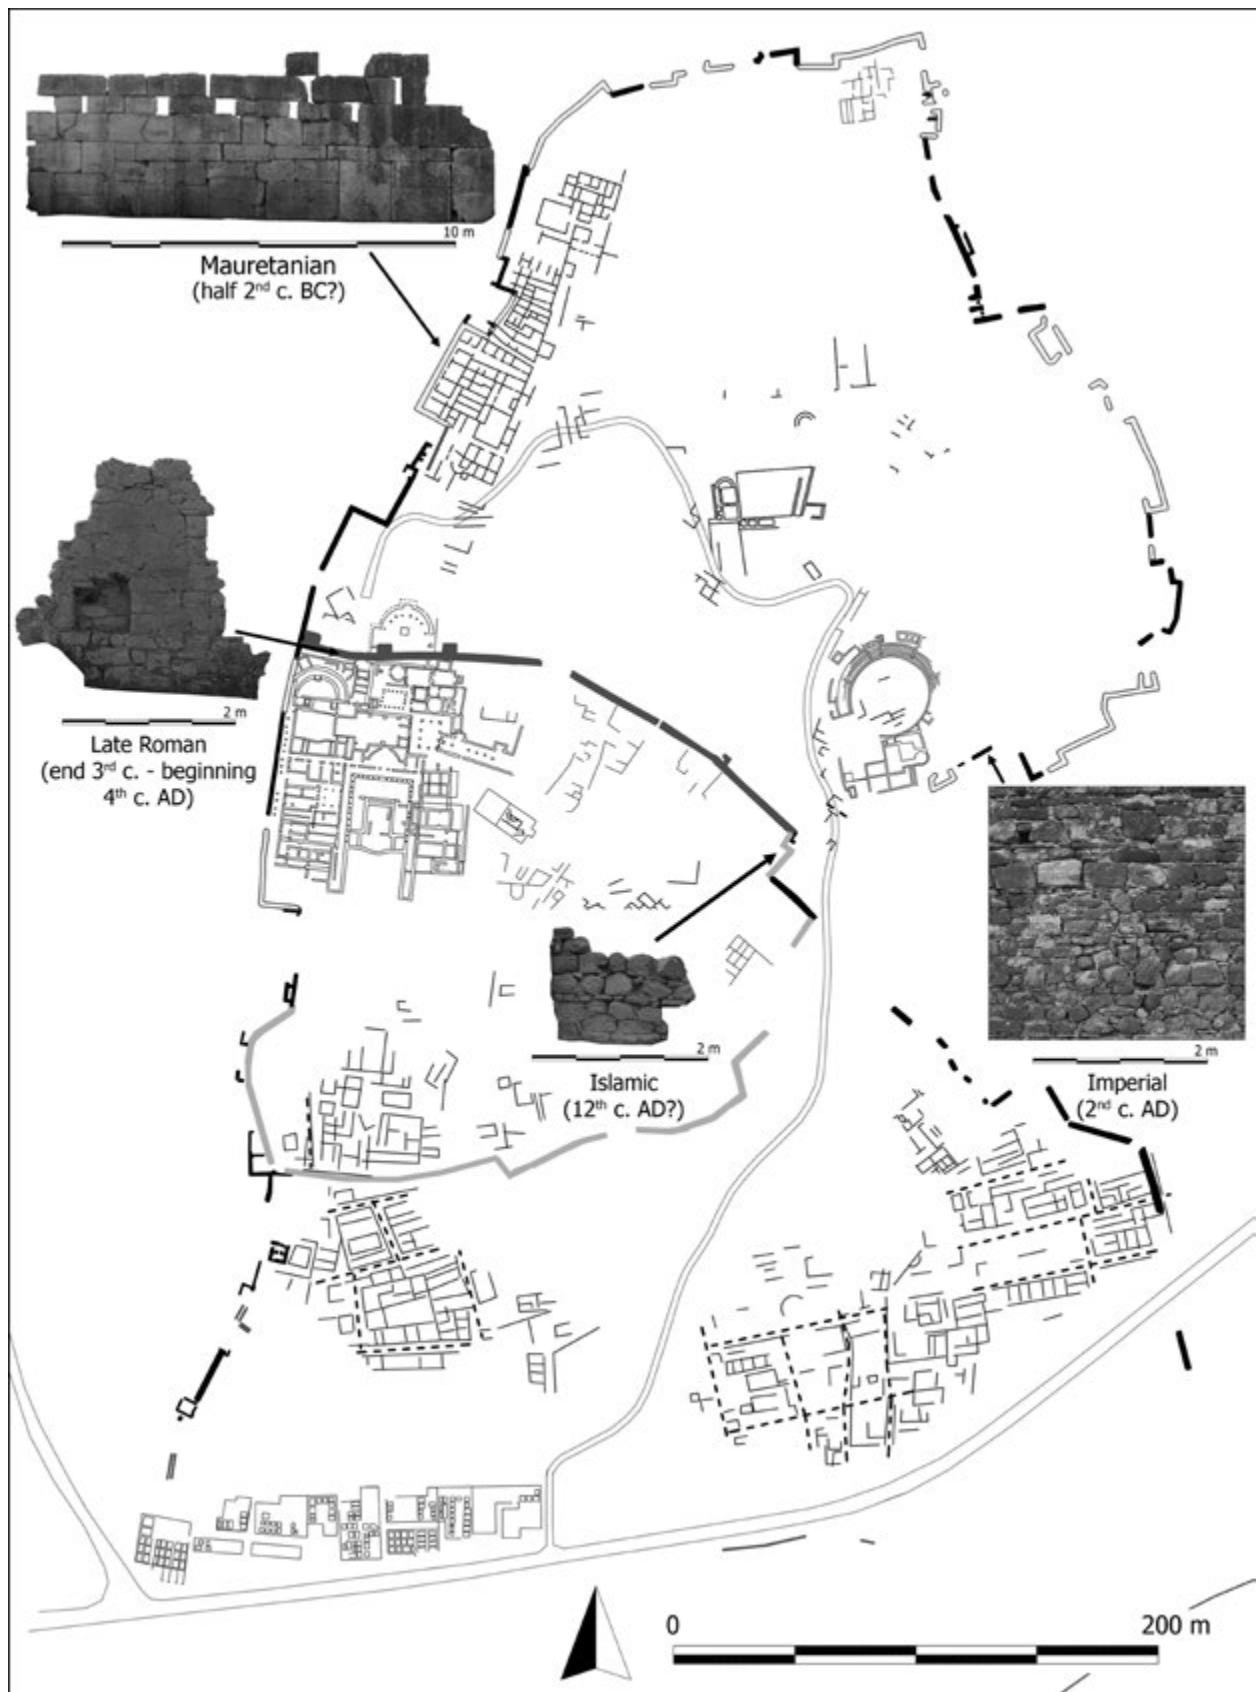 10 m
Mauretanian
(half 2nd c. BC?)
2 m
Late Roman
(end 3rd c. - beginning
4th c. AD)
2 m
Islamic
(12th c. AD?)
2 m
Imperial
(2nd c. AD)
0
200 m